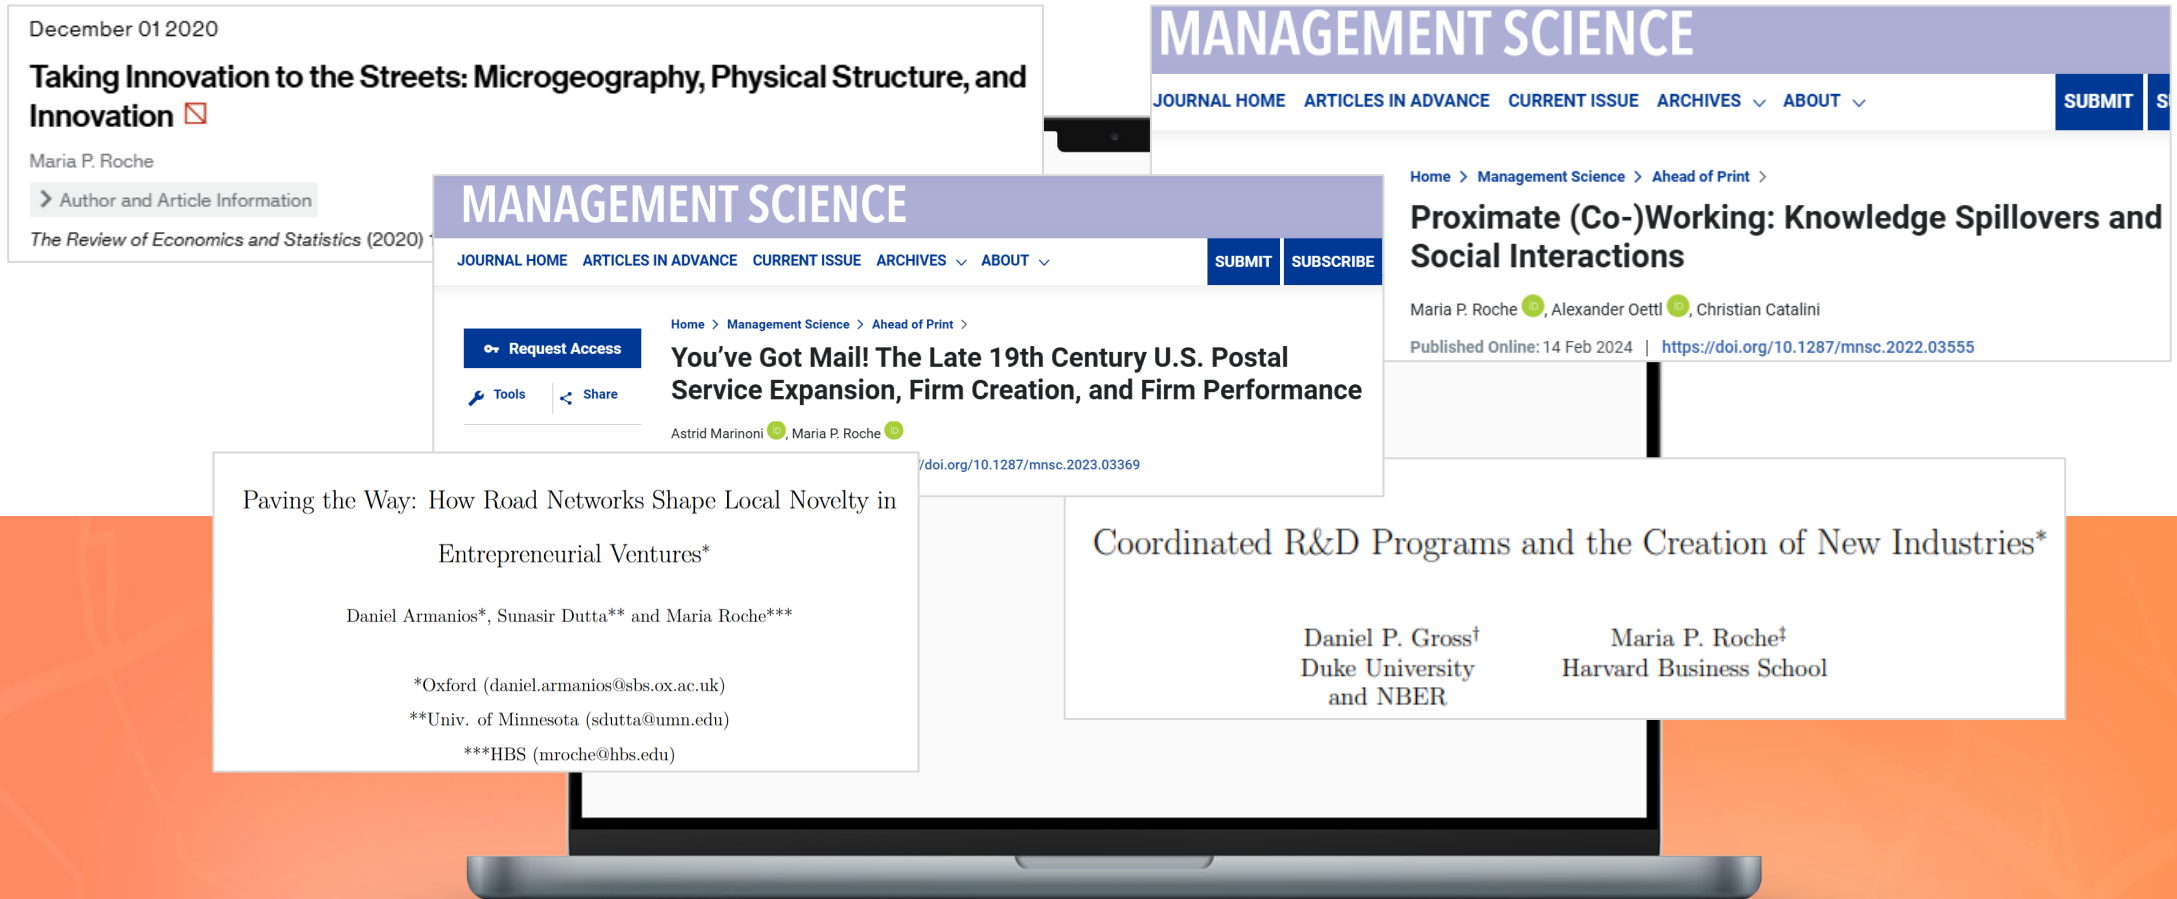 December 01 2020
Taking Innovation to the Streets: Microgeography, Physical Structure, and
Innovation
Maria P. Roche
Author and Article Information
The Review of Economics and Statistics (2020)
MANAGEMENT SCIENCE
JOURNAL HOME ARTICLES IN ADVANCE CURRENT ISSUE ARCHIVES ABOUT SUBMIT S
Home > Management Science > Ahead of Print >
Proximate (Co-)Working: Knowledge Spillovers and
Social Interactions
Maria P. Roche iD, Alexander Oettl iD, Christian Catalini
Published Online: 14 Feb 2024 | https://doi.org/10.1287/mnsc.2022.03555
MANAGEMENT SCIENCE
JOURNAL HOME ARTICLES IN ADVANCE CURRENT ISSUE ARCHIVES ABOUT SUBMIT SUBSCRIBE
Request Access
Tools Share
Home > Management Science > Ahead of Print >
You've Got Mail! The Late 19th Century U.S. Postal
Service Expansion, Firm Creation, and Firm Performance
Astrid Marinoni iD, Maria P. Roche iD
/doi.org/10.1287/mnsc.2023.03369
Paving the Way: How Road Networks Shape Local Novelty in
Entrepreneurial Ventures*
Daniel Armanios*, Sunasir Dutta** and Maria Roche***
*Oxford (daniel.armanios@sbs.ox.ac.uk)
**Univ. of Minnesota (sdutta@umn.edu)
***HBS (mroche@hbs.edu)
Coordinated R&D Programs and the Creation of New Industries*
Daniel P. Gross† Maria P. Roche‡
Duke University Harvard Business School
and NBER